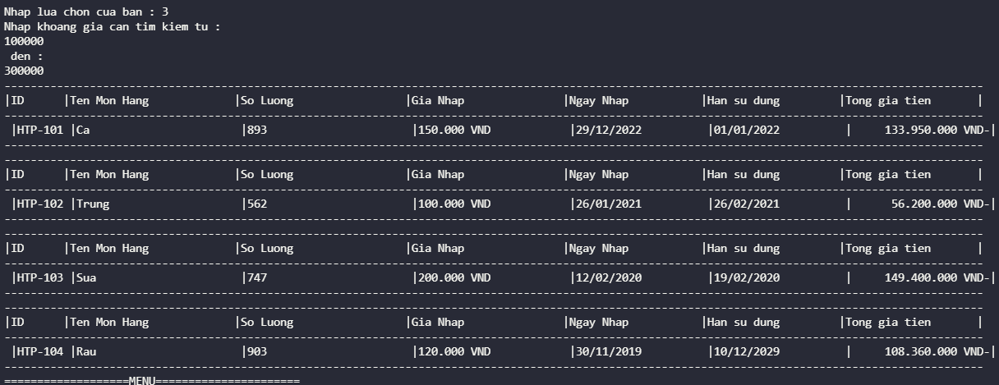 Nhap lua chon cua ban : 3
Nhap khoang gia can tim kiem tu :
100000
 den :
300000
-----------------------------------------------------------------------------------------------------------------------------------------------------
|ID      |Ten Mon Hang             |So Luong                 |Gia Nhap               |Ngay Nhap           |Han su dung         |Tong gia tien       |
-----------------------------------------------------------------------------------------------------------------------------------------------------
 |HTP-101 |Ca                       |893                      |150.000 VND            |29/12/2022          |01/01/2022          |     133.950.000 VND-|
-----------------------------------------------------------------------------------------------------------------------------------------------------
-----------------------------------------------------------------------------------------------------------------------------------------------------
|ID      |Ten Mon Hang             |So Luong                 |Gia Nhap               |Ngay Nhap           |Han su dung         |Tong gia tien       |
-----------------------------------------------------------------------------------------------------------------------------------------------------
 |HTP-102 |Trung                    |562                      |100.000 VND            |26/01/2021          |26/02/2021          |      56.200.000 VND-|
-----------------------------------------------------------------------------------------------------------------------------------------------------
-----------------------------------------------------------------------------------------------------------------------------------------------------
|ID      |Ten Mon Hang             |So Luong                 |Gia Nhap               |Ngay Nhap           |Han su dung         |Tong gia tien       |
-----------------------------------------------------------------------------------------------------------------------------------------------------
 |HTP-103 |Sua                      |747                      |200.000 VND            |12/02/2020          |19/02/2020          |     149.400.000 VND-|
-----------------------------------------------------------------------------------------------------------------------------------------------------
-----------------------------------------------------------------------------------------------------------------------------------------------------
|ID      |Ten Mon Hang             |So Luong                 |Gia Nhap               |Ngay Nhap           |Han su dung         |Tong gia tien       |
-----------------------------------------------------------------------------------------------------------------------------------------------------
 |HTP-104 |Rau                      |903                      |120.000 VND            |30/11/2019          |10/12/2029          |     108.360.000 VND-|
-----------------------------------------------------------------------------------------------------------------------------------------------------
===================MENU======================